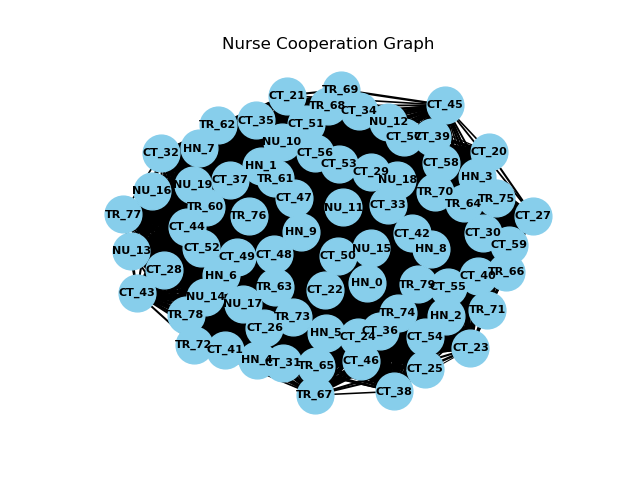 Nurse Cooperation Graph
CT_21
TR_69
TR_68
CT_34
CT_45
TR_62
CT_35
CT_51
NU_12
CT_39
CT_32
HN_7
NU_10
CT_56
CT_53
CT_58
CT_20
HN_1
TR_61
CT_29
NU_18
HN_3
NU_16
NU_19
CT_37
CT_47
TR_70
TR_75
TR_64
TR_77
TR_60
TR_76
NU_11
CT_33
CT_27
CT_44
HN_9
CT_42
CT_30
NU_13
CT_52
CT_49
CT_48
CT_50
NU_15
HN_8
CT_59
CT_28
HN_6
TR_66
CT_43
NU_14
TR_63
CT_22
HN_0
TR_79
CT_55
CT_40
NU_17
TR_78
TR_73
TR_74
HN_2
TR_71
CT_26
HN_5
CT_24
CT_36
CT_54
TR_72
CT_41
CT_23
HN_4
CT_31
TR_65
CT_46
CT_25
TR_67
CT_38